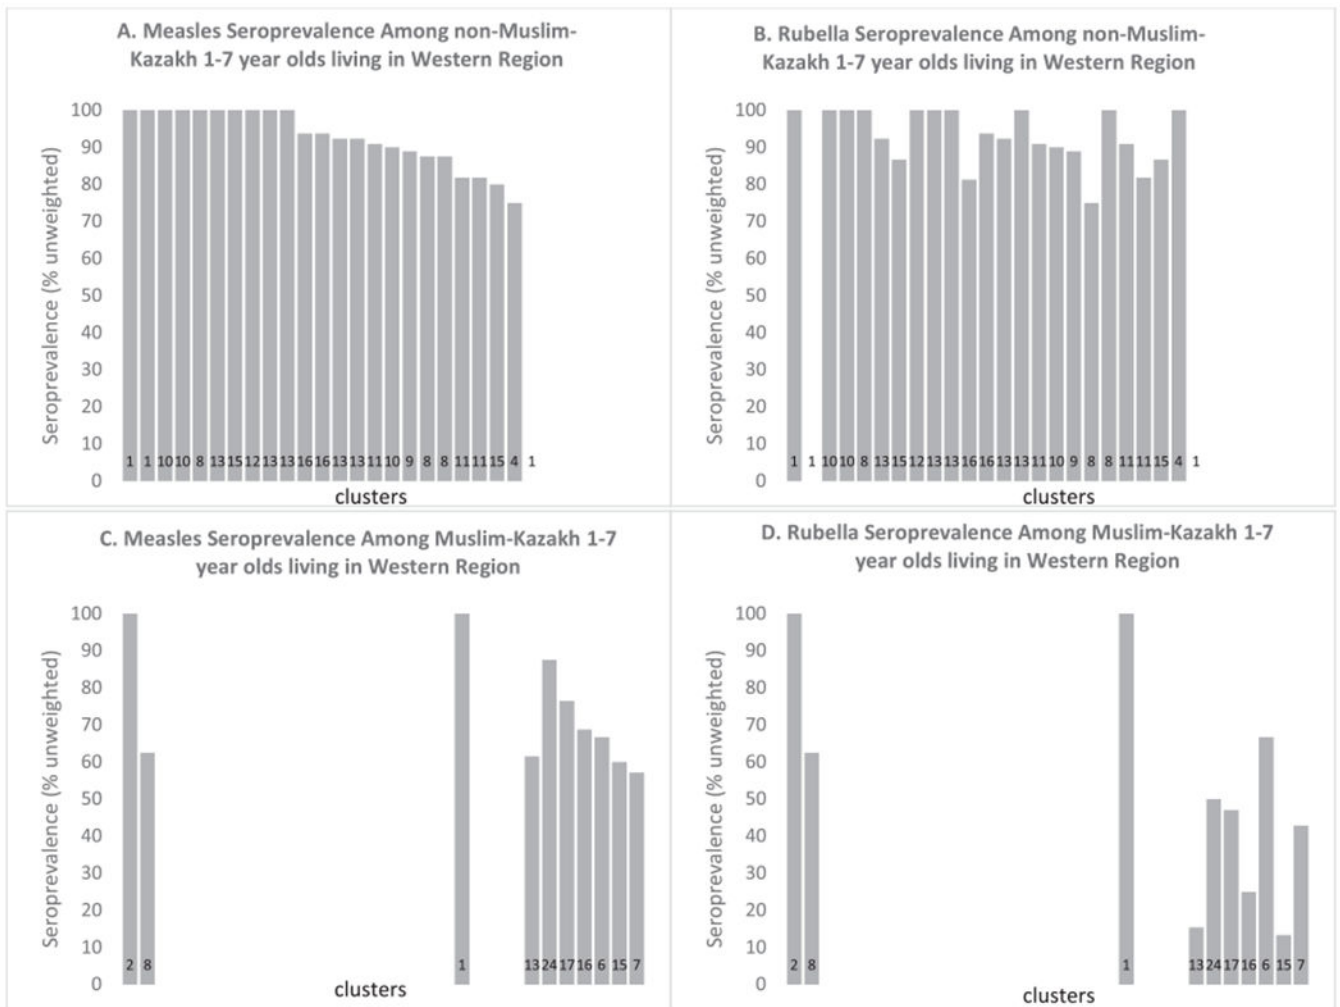 A. Measles Seroprevalence Among non-Muslim-
Kazakh 1-7 year olds living in Western Region
Seroprevalence (% unweighted)
100
90
80
70
60
50
40
30
20
10
0
1 1 10 10 8 13 15 12 13 13 16 16 13 13 11 10 9 8 8 11 11 15 4 1
clusters
B. Rubella Seroprevalence Among non-Muslim-
Kazakh 1-7 year olds living in Western Region
Seroprevalence (% unweighted)
100
90
80
70
60
50
40
30
20
10
0
1 1 10 10 8 13 15 12 13 13 16 16 13 13 11 10 9 8 8 11 11 15 4 1
clusters
C. Measles Seroprevalence Among Muslim-Kazakh 1-7
year olds living in Western Region
Seroprevalence (% unweighted)
100
90
80
70
60
50
40
30
20
10
0
2 8 1 13 24 17 16 6 15 7
clusters
D. Rubella Seroprevalence Among Muslim-Kazakh 1-7
year olds living in Western Region
Seroprevalence (% unweighted)
100
90
80
70
60
50
40
30
20
10
0
2 8 1 13 24 17 16 6 15 7
clusters